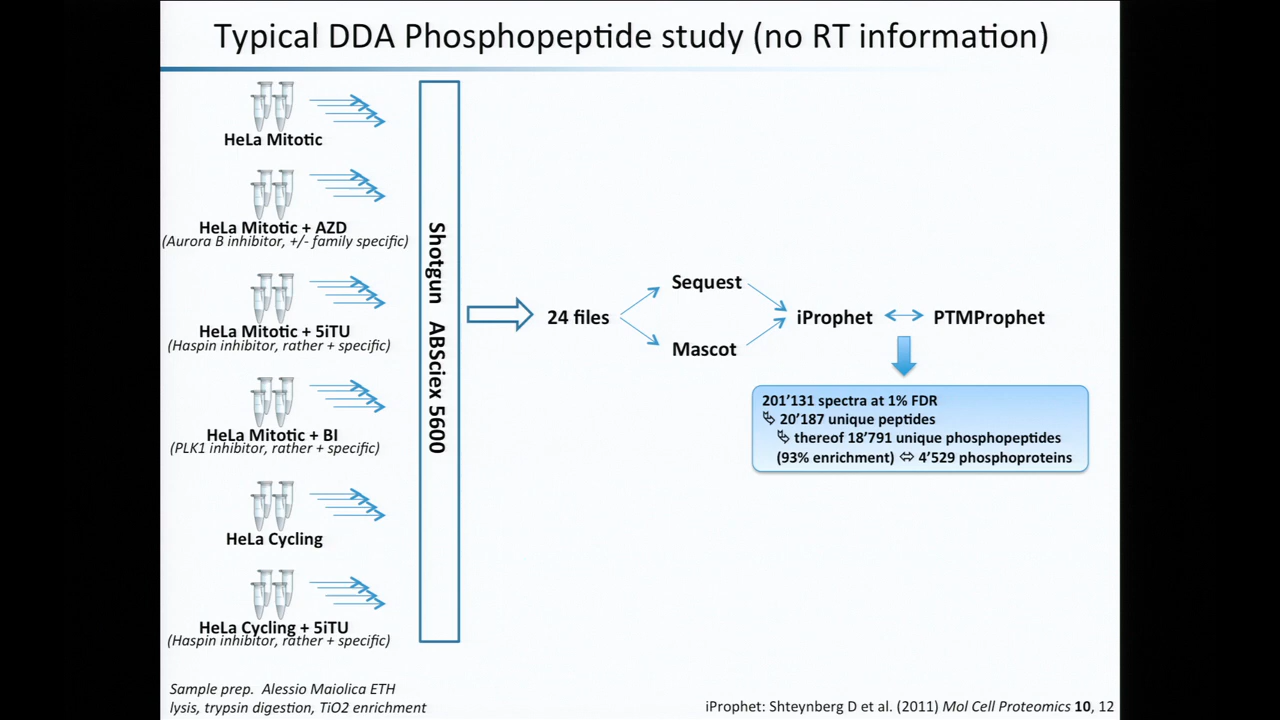 Typical DDA Phosphopeptide study (no RT information)
HeLa Mitotic
HeLa Mitotic + AZD
(Aurora B inhibitor, +/- family specific)
HeLa Mitotic + 5iTU
(Haspin inhibitor, rather + specific)
HeLa Mitotic + BI
(PLK1 inhibitor, rather + specific)
HeLa Cycling
HeLa Cycling + 5iTU
(Haspin inhibitor, rather + specific)
Shotgun ABSciex 5600
24 files
Sequest
Mascot
iProphet
PTMProphet
201’131 spectra at 1% FDR
20’187 unique peptides
thereof 18’791 unique phosphopeptides
(93% enrichment) ⇔ 4’529 phosphoproteins
Sample prep. Alessio Maiolica ETH
lysis, trypsin digestion, TiO2 enrichment
iProphet: Shteynberg D et al. (2011) Mol Cell Proteomics 10, 12